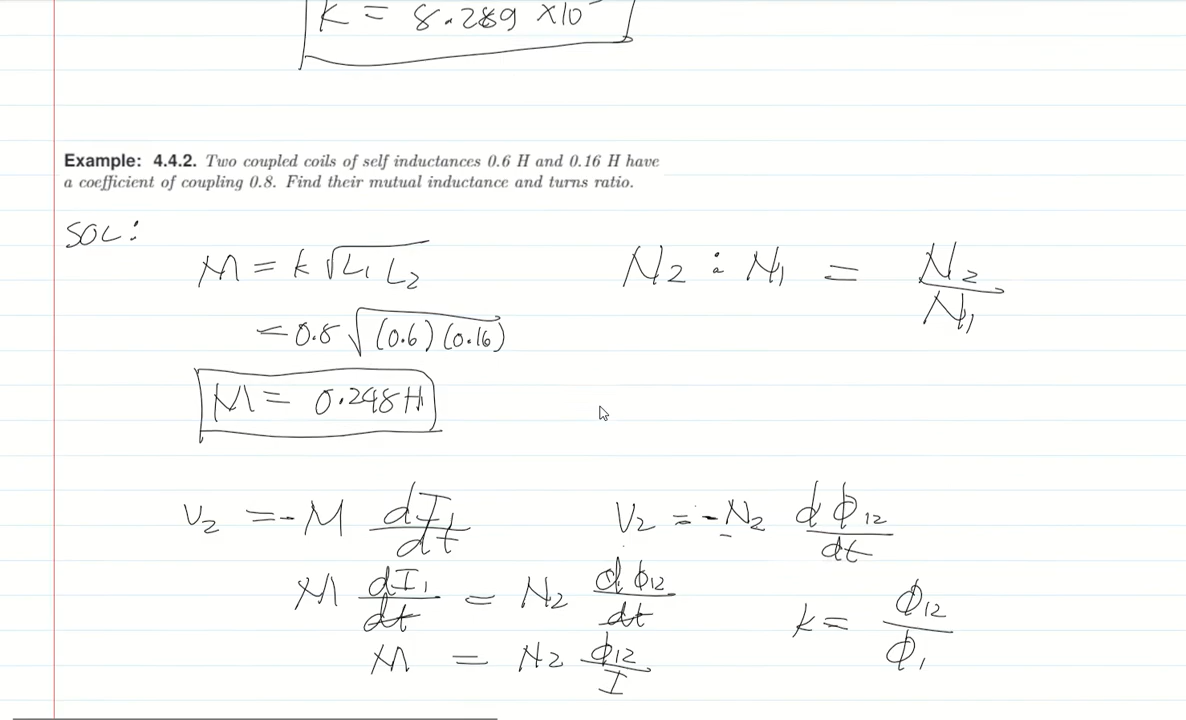 K = 8.289 x10
Example: 4.4.2. Two coupled coils of self inductances 0.6 H and 0.16 H have
a coefficient of coupling 0.8. Find their mutual inductance and turns ratio.
SOL:
M = k √L1 L2
N2 : N1 = N2/N1
= 0.8 √(0.6)(0.16)
M = 0.248 H
V2 = -M dI1/dt
V2 = -N2 dϕ12/dt
M dI1/dt = N2 dϕ12/dt
k = ϕ12/ϕ1
M = N2 ϕ12/I